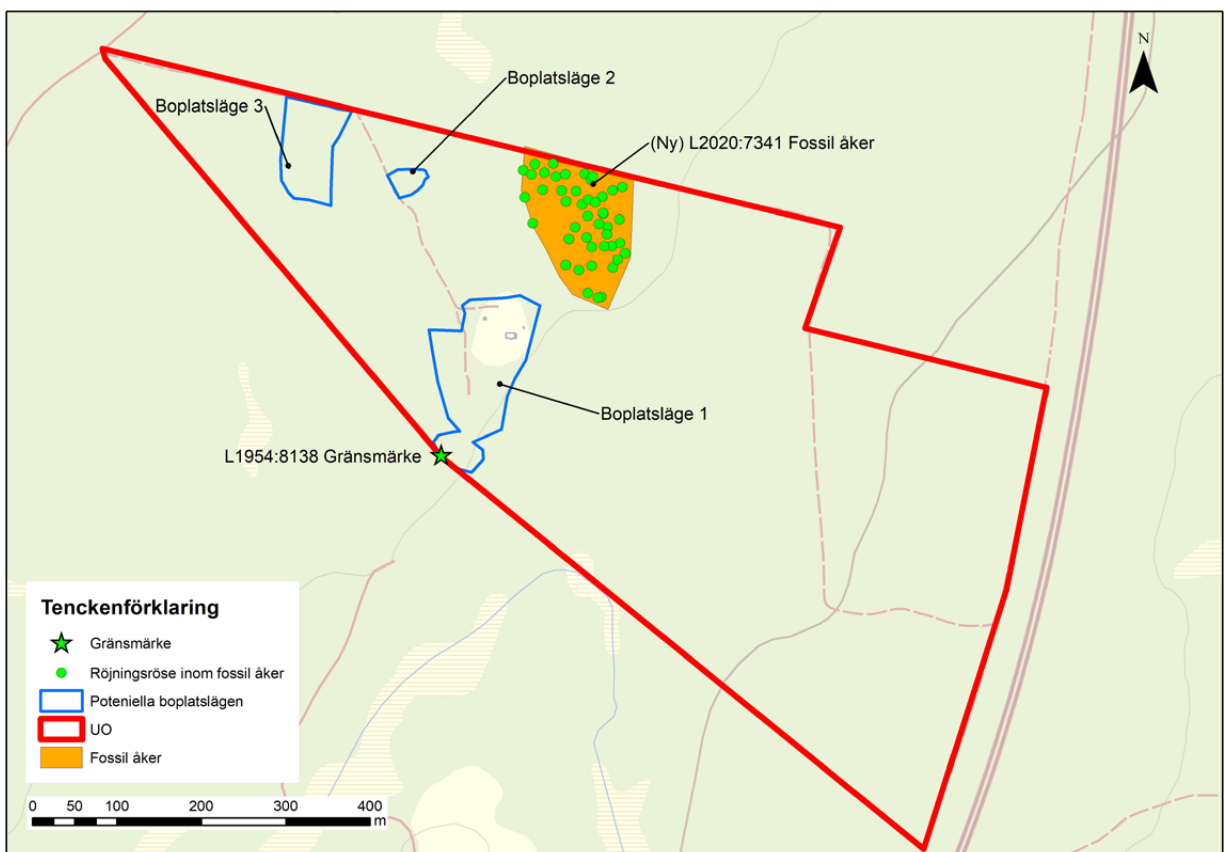 N
Boplatsläge 2
Boplatsläge 3
(Ny) L2020:7341 Fossil åker
Boplatsläge 1
L1954:8138 Gränsmärke
Tenckenförklaring
Gränsmärke
Röjningsröse inom fossil åker
Poteniella boplatslägen
UO
Fossil åker
0 50 100 200 300 400
m